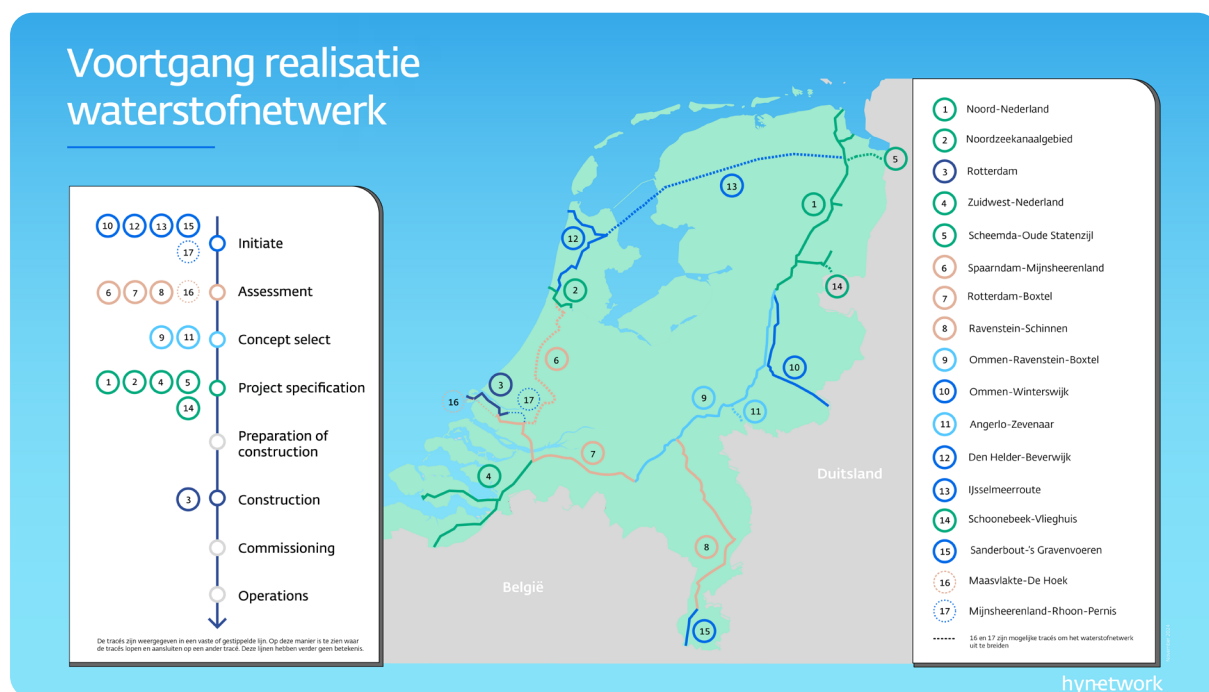 Voortgang realisatie
waterstofnetwerk
10 12 13 15
17
Initiate
6 7 8 16
Assessment
9 11
Concept select
1 2 4 5
14
Project specification
Preparation of
construction
3
Construction
Commissioning
Operations
De tracés zijn weergegeven in een vaste of gestippelde lijn. Op deze manier is te zien waar
de tracés lopen en aansluiten op een ander tracé. Deze lijnen hebben verder geen betekenis.
5
13
1
12
14
2
6
10
3
17
16
9
11
7
Duitsland
4
8
België
15
1 Noord-Nederland
2 Noordzeekanaalgebied
3 Rotterdam
4 Zuidwest-Nederland
5 Scheemda-Oude Statenzijl
6 Spaarndam-Mijnsheerenland
7 Rotterdam-Boxtel
8 Ravenstein-Schinnen
9 Ommen-Ravenstein-Boxtel
10 Ommen-Winterswijk
11 Angerlo-Zevenaar
12 Den Helder-Beverwijk
13 IJsselmeerroute
14 Schoonebeek-Vlieghuis
15 Sanderbout-'s Gravenvoeren
16 Maasvlakte-De Hoek
17 Mijnsheerenland-Rhoon-Pernis
16 en 17 zijn mogelijke tracés om het waterstofnetwerk
uit te breiden
hynetwork